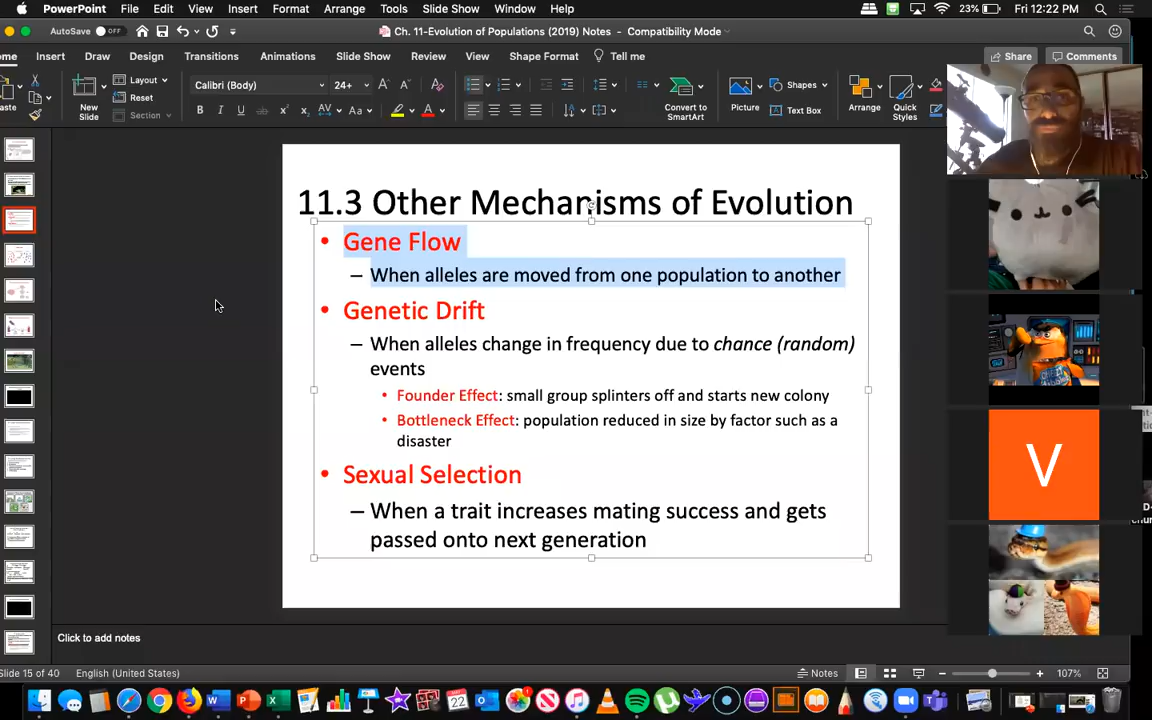 PowerPoint File Edit View Insert Format Arrange Tools Slide Show Window Help 23% Fri 12:22 PM
AutoSave OFF Ch. 11-Evolution of Populations (2019) Notes - Compatibility Mode
Insert Draw Design Transitions Animations Slide Show Review View Shape Format Tell me Share Comments
New Slide Layout Reset Section
Calibri (Body) 24+
Convert to SmartArt Picture Shapes Text Box Arrange Quick Styles
11.3 Other Mechanisms of Evolution
• Gene Flow
– When alleles are moved from one population to another
• Genetic Drift
– When alleles change in frequency due to chance (random)
events
• Founder Effect: small group splinters off and starts new colony
• Bottleneck Effect: population reduced in size by factor such as a
disaster
• Sexual Selection
– When a trait increases mating success and gets
passed onto next generation
V
Click to add notes
Slide 15 of 40 English (United States) Notes 107%